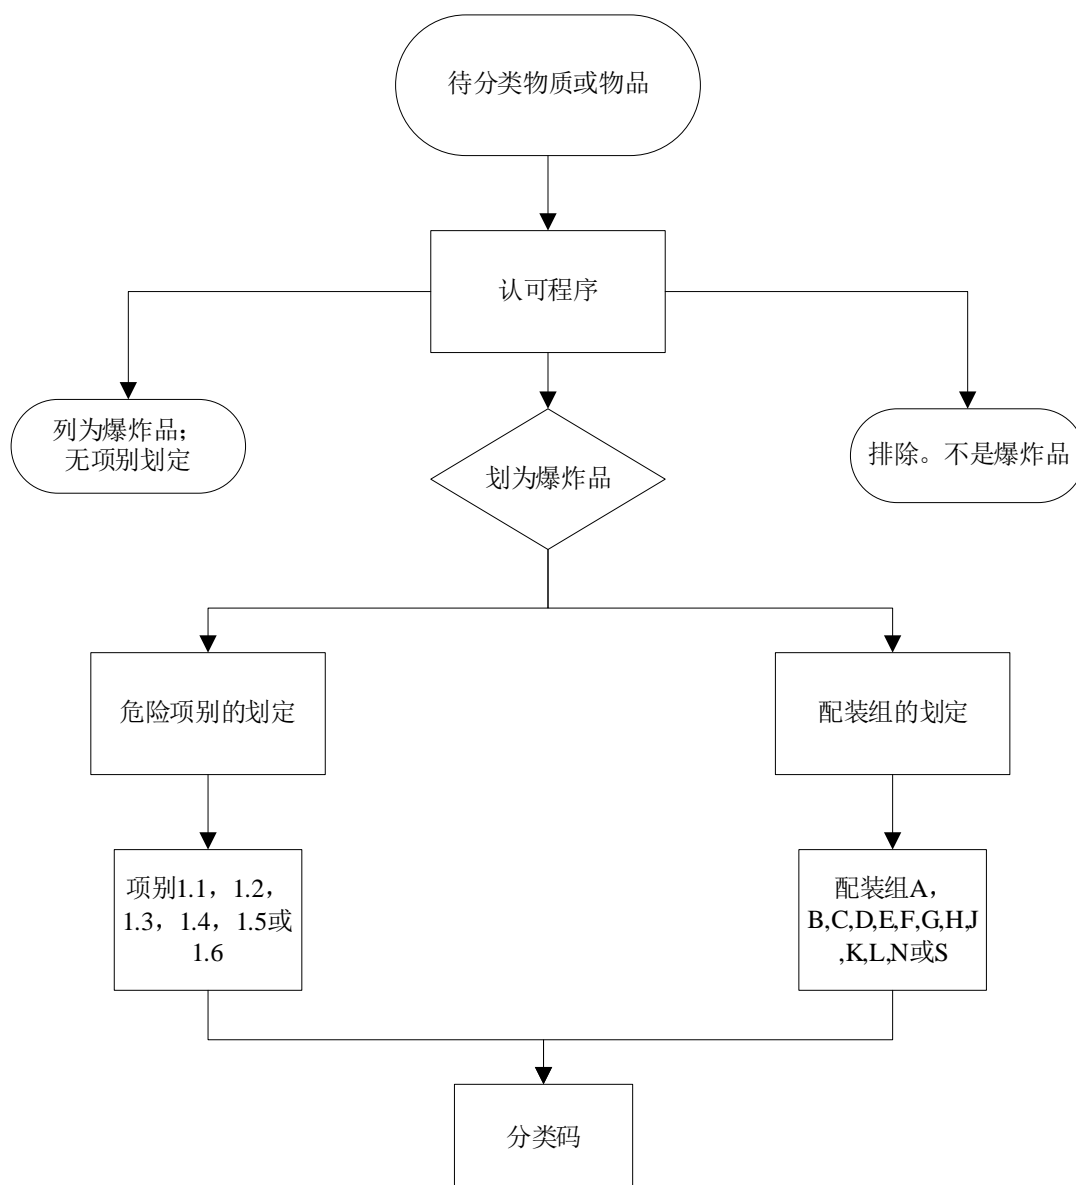 待分类物质或物品
认可程序
列为爆炸品；
无项别划定
划为爆炸品
排除。不是爆炸品
危险项别的划定
配装组的划定
项别1.1，1.2，
1.3，1.4，1.5或
1.6
配装组A，
B,C,D,E,F,G,H,J
,K,L,N或S
分类码